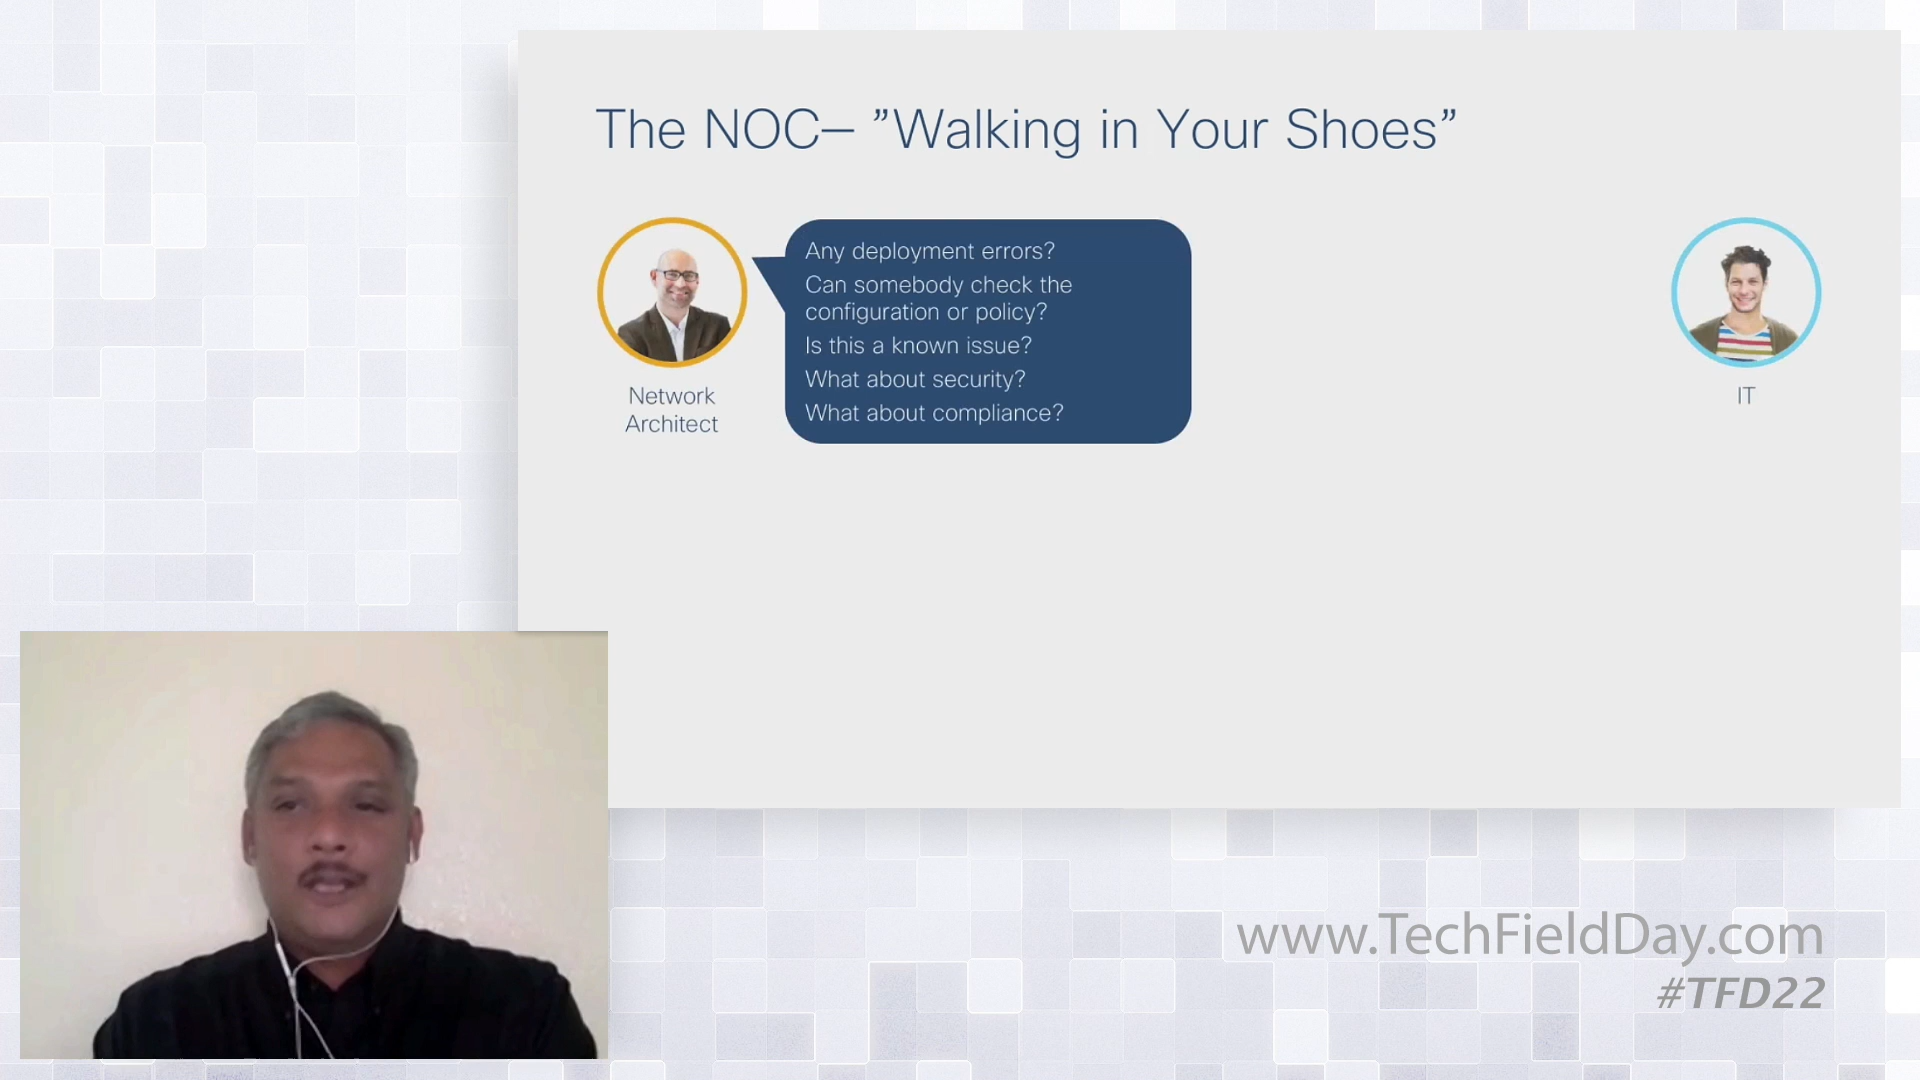 The NOC– ”Walking in Your Shoes”
Any deployment errors?
Can somebody check the
configuration or policy?
Is this a known issue?
What about security?
What about compliance?
Network
Architect
IT
www.TechFieldDay.com
#TFD22